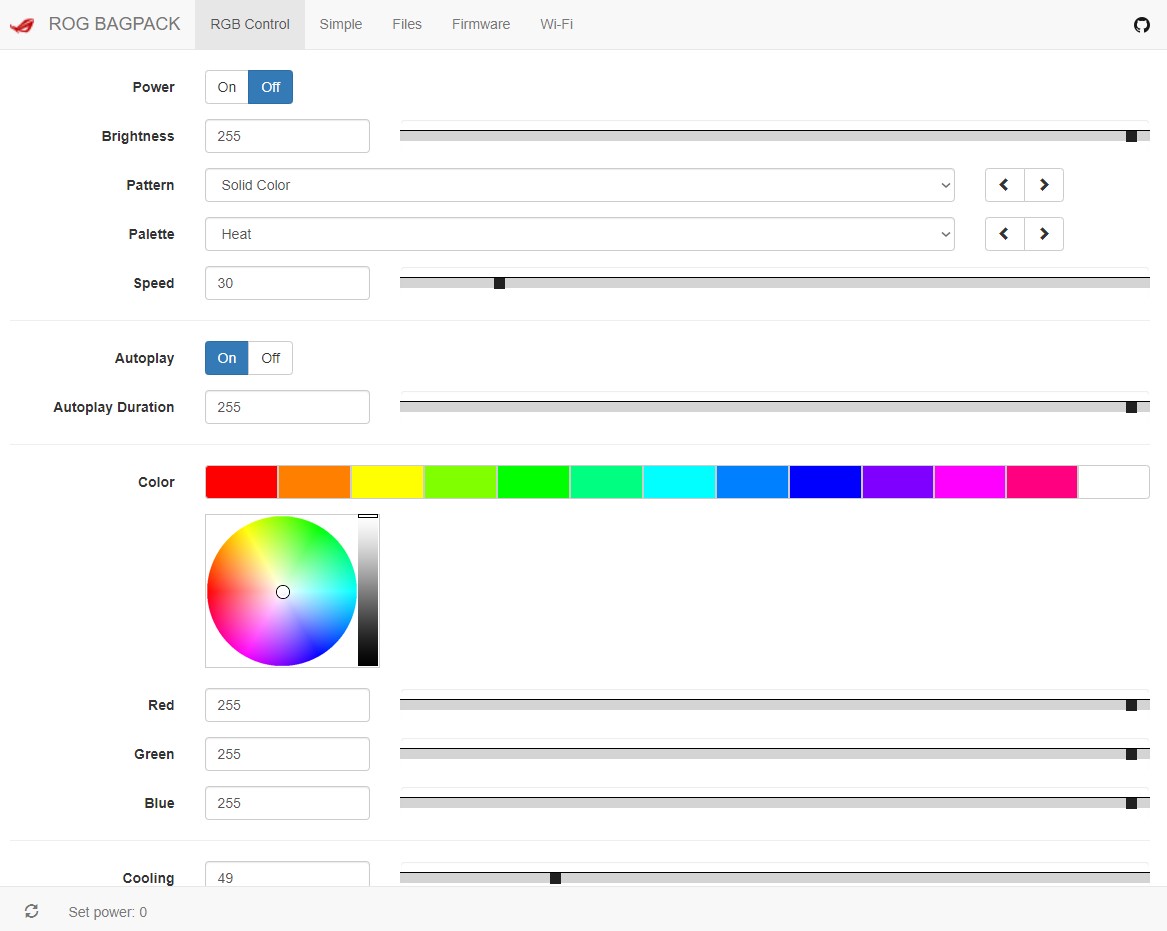 ROG BAGPACK RGB Control Simple Files Firmware Wi-Fi
Power On Off
Brightness 255
Pattern Solid Color
Palette Heat
Speed 30
Autoplay On Off
Autoplay Duration 255
Color
Red 255
Green 255
Blue 255
Cooling 49
Set power: 0